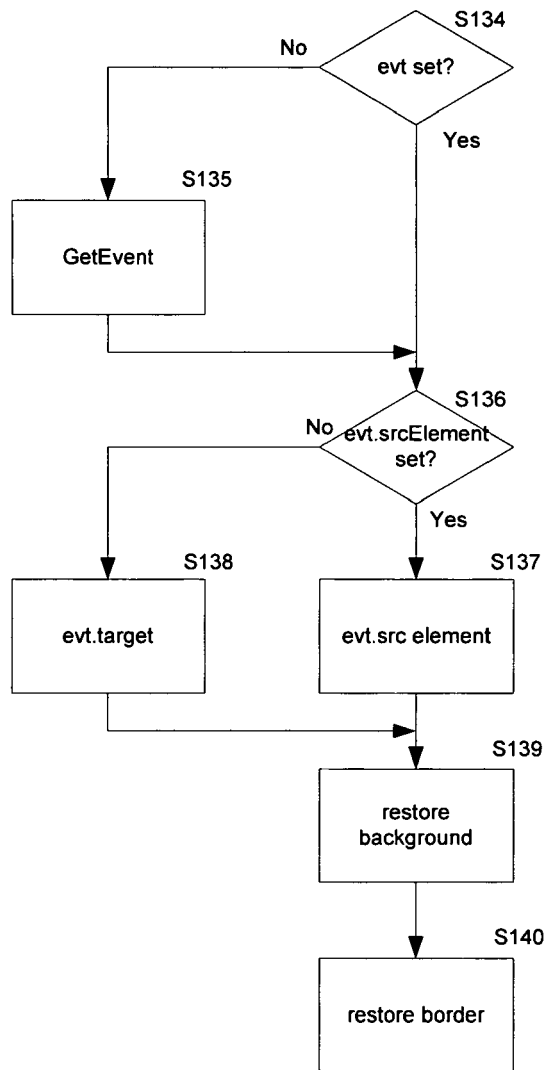 S134
No
evt set?
Yes
S135
GetEvent
S136
No
evt.srcElement
set?
Yes
S138
S137
evt.target
evt.src element
S139
restore
background
S140
restore border